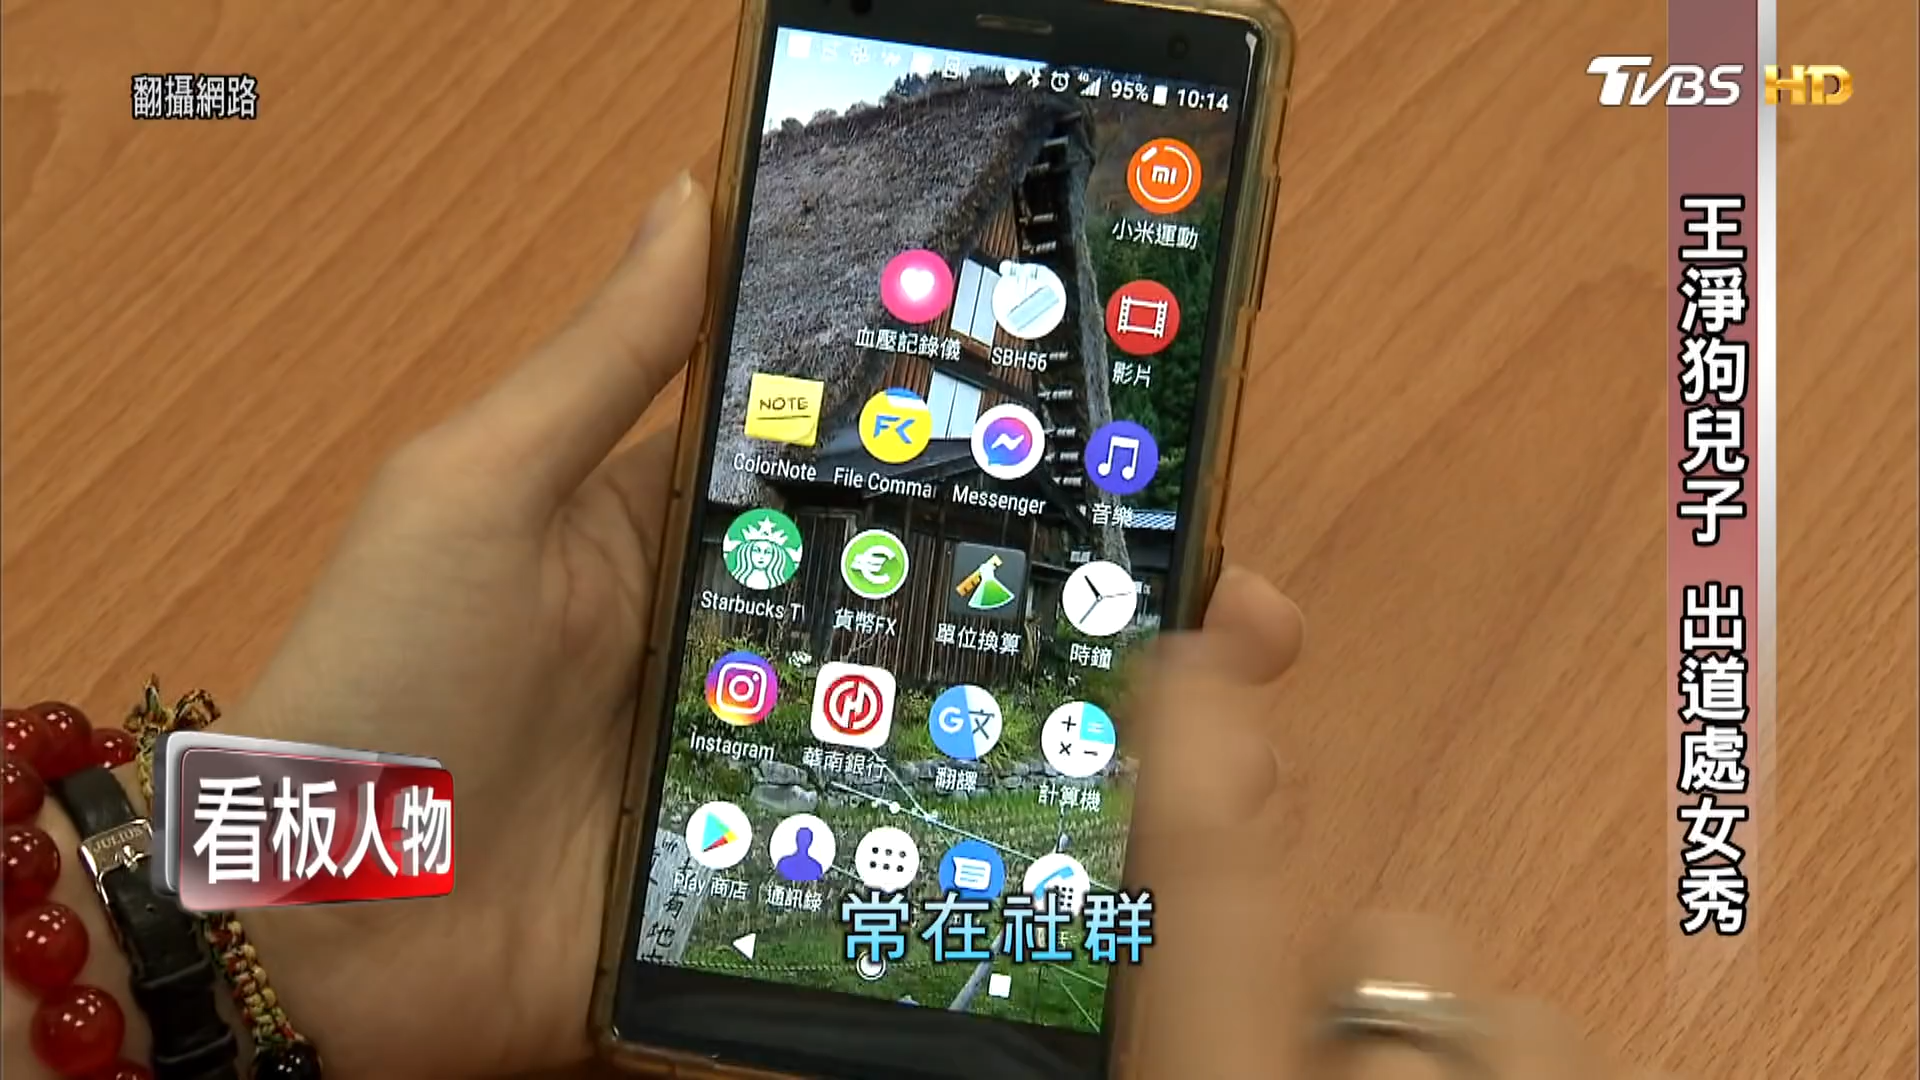 翻攝網路
TVBS HD
95% 10:14
小米運動
血壓記錄儀
SBH56
影片
NOTE
ColorNote
File Comma
Messenger
音樂
Starbucks T
貨幣FX
單位換算
時鐘
Instagram
華南銀行
翻譯
計算機
Play 商店
通訊錄
常在社群
看板人物
JULIUS
王淨狗兒子 出道處女秀